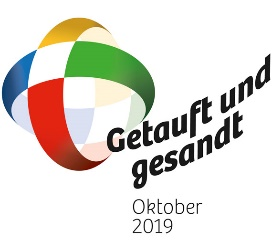 Getauft und
gesandt
Oktober
2019